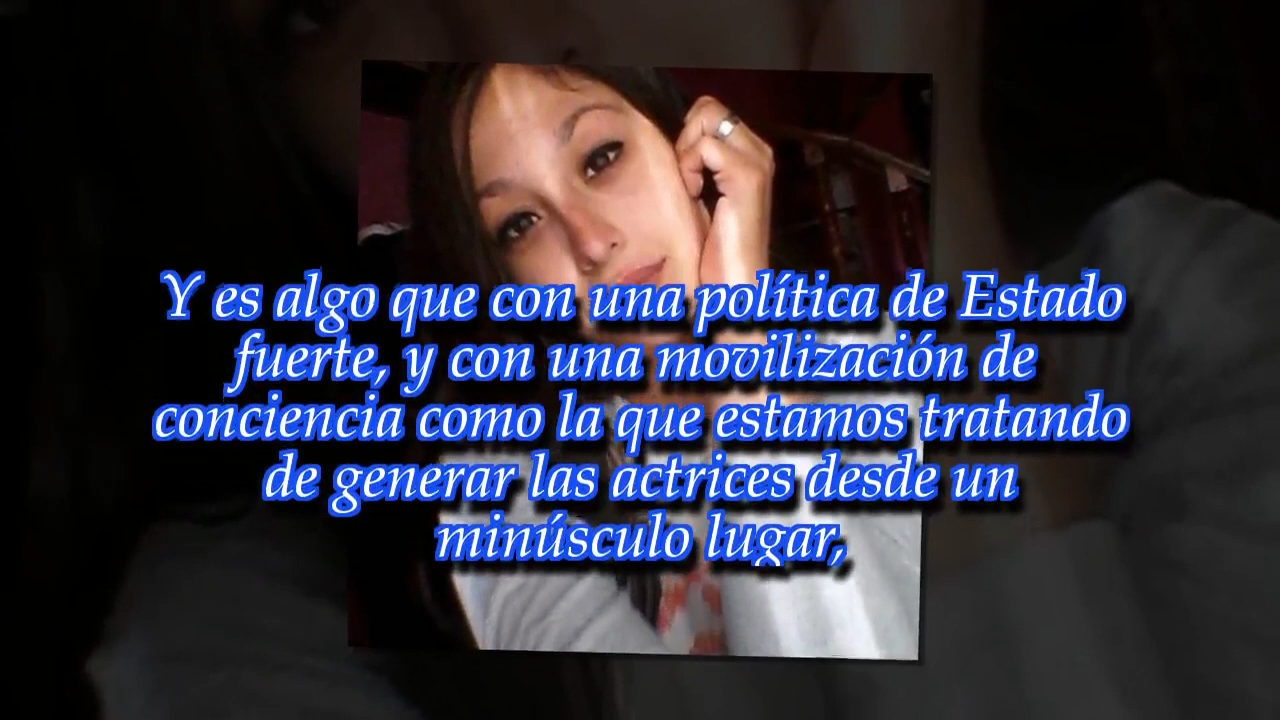 Y es algo que con una política de Estado
fuerte, y con una movilización de
conciencia como la que estamos tratando
de generar las actrices desde un
minúsculo lugar,